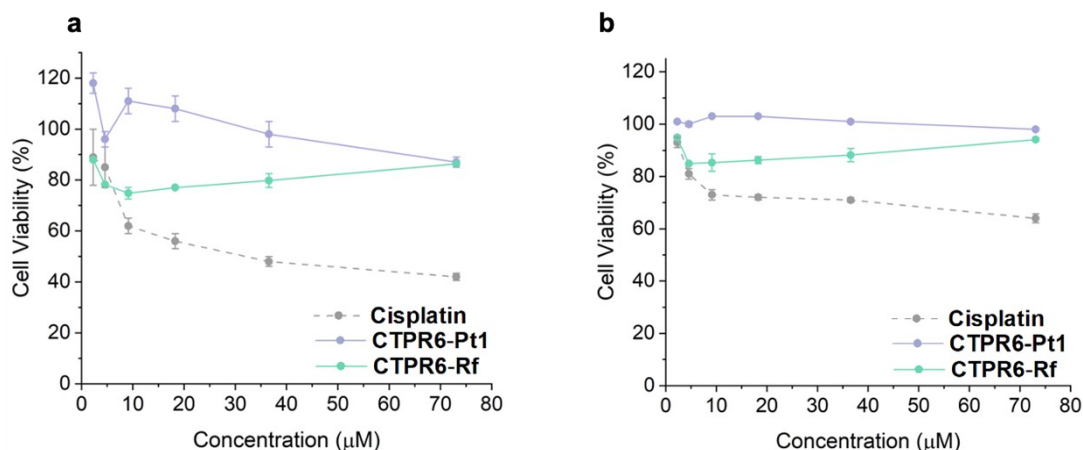 a
120
100
80
60
40
20
0
Cell Viability (%)
Cisplatin
CTPR6-Pt1
CTPR6-Rf
0 10 20 30 40 50 60 70 80
Concentration (μM)
b
120
100
80
60
40
20
0
Cell Viability (%)
Cisplatin
CTPR6-Pt1
CTPR6-Rf
0 10 20 30 40 50 60 70 80
Concentration (μM)